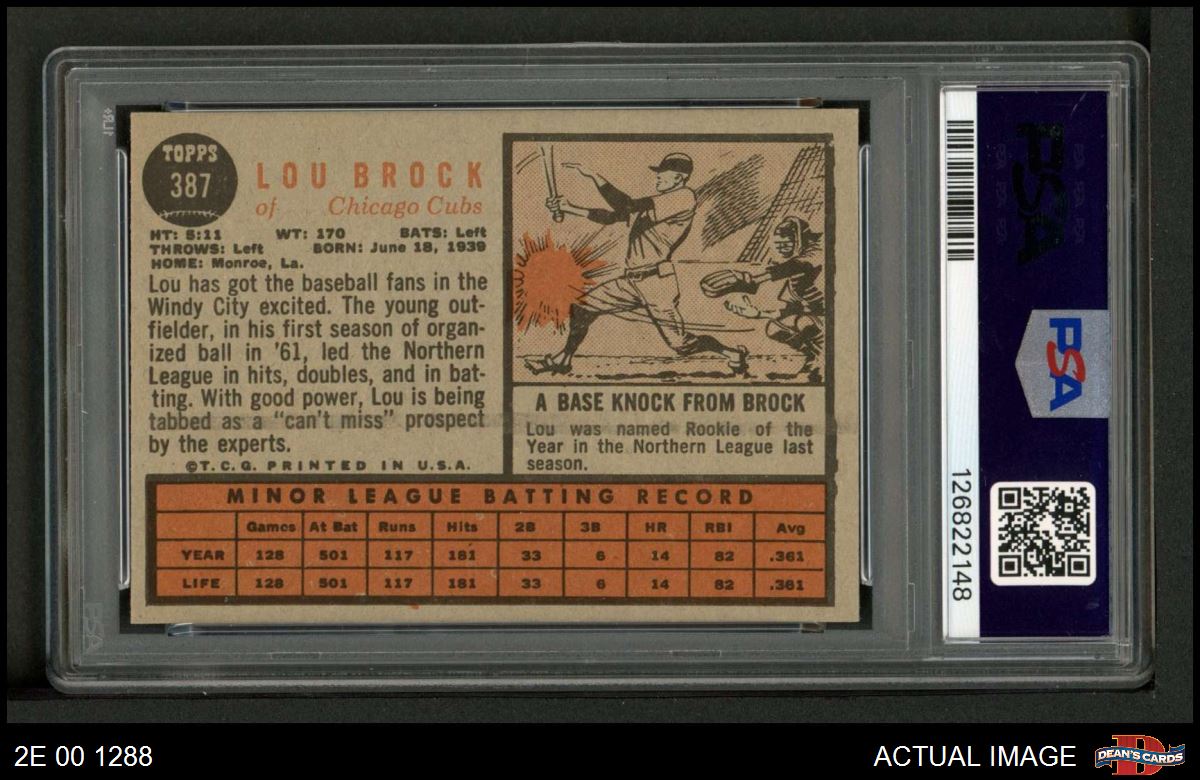 TOPPS
387
LOU BROCK
of Chicago Cubs
HT: 5:11 WT: 170 BATS: Left
THROWS: Left BORN: June 18, 1939
HOME: Monroe, La.
Lou has got the baseball fans in the
Windy City excited. The young out-
fielder, in his first season of organ-
ized ball in '61, led the Northern
League in hits, doubles, and in bat-
ting. With good power, Lou is being
tabbed as a "can't miss" prospect
by the experts.
©T.C.G. PRINTED IN U.S.A.
A BASE KNOCK FROM BROCK
Lou was named Rookie of the
Year in the Northern League last
season.
MINOR LEAGUE BATTING RECORD
Games At Bat Runs Hits 2B 3B HR RBI Avg
YEAR 128 501 117 181 33 6 14 82 .361
LIFE 128 501 117 181 33 6 14 82 .361
PSA
PSA
126822148
2E 00 1288
ACTUAL IMAGE
DEAN'S CARDS